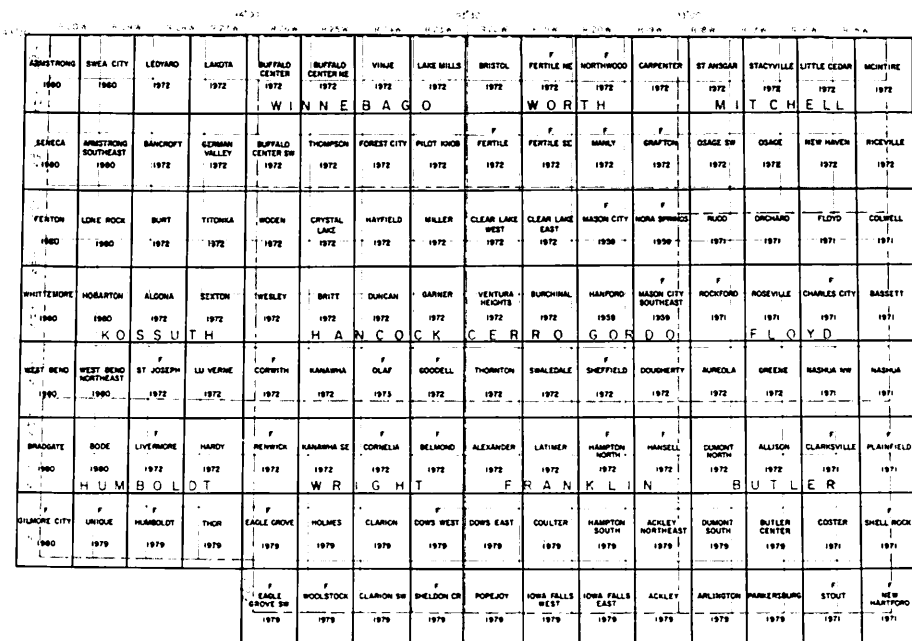 F F
ARMSTRONG SWEA CITY LEDYARD LAKOTA BUFFALO CENTER BUFFALO CENTER NE VINJE LAKE MILLS BRISTOL FERTILE NE NORTHWOOD CARPENTER ST ANSGAR STACYVILLE LITTLE CEDAR MCINTIRE
1980 1980 1972 1972 1972 1972 1972 1972 1972 1972 1972 1972 1972 1972 1972 1972
WINNEBAGO WORTH MITCHELL
F F F F
SENECA ARMSTRONG SOUTHEAST BANCROFT GERMAN VALLEY BUFFALO CENTER SW THOMPSON FOREST CITY PILOT KNOB FERTILE FERTILE SE MANLY GRAFTON OSAGE SW OSAGE NEW HAVEN RICEVILLE
1980 1980 1972 1972 1972 1972 1972 1972 1972 1972 1972 1972 1972 1972 1972 1972
F F
FENTON LONE ROCK BURT TITONKA WODEN CRYSTAL LAKE HAYFIELD MILLER CLEAR LAKE WEST CLEAR LAKE EAST MASON CITY NORA SPRINGS RUDD ORCHARD FLOYD COLWELL
1980 1980 1972 1972 1972 1972 1972 1972 1972 1972 1971 1971 1971 1971
F F F
WHITTEMORE HOBARTON ALGONA SEXTON WESLEY BRITT DUNCAN GARNER VENTURA HEIGHTS BURCHINAL HANFORD MASON CITY SOUTHEAST ROCKFORD ROSEVILLE CHARLES CITY BASSETT
1980 1980 1972 1972 1972 1972 1972 1972 1972 1972 1971 1971 1971 1971
KOSSUTH HANCOCK CERRO GORDO FLOYD
F F F F F
WEST BEND WEST BEND NORTHEAST ST JOSEPH LU VERNE CORWITH KANAWHA OLAF GOODELL THORNTON SWALEDALE SHEFFIELD DOUGHERTY AUREOLA GREENE NASHUA NW NASHUA
1980 1980 1972 1972 1972 1972 1972 1972 1972 1972 1972 1972 1972 1971 1971
F F F F F F F F
BRADGATE BODE LIVERMORE HARDY RENWICK KANAWHA SE CORNELIA BELMOND ALEXANDER LATIMER HAMPTON NORTH HANSELL DUMONT NORTH ALLISON CLARKSVILLE PLAINFIELD
1980 1980 1972 1972 1972 1972 1972 1972 1972 1972 1972 1972 1972 1972 1971 1971
HUMBOLDT WRIGHT FRANKLIN BUTLER
F F F F F F
GILMORE CITY UNIQUE HUMBOLDT THOR EAGLE GROVE HOLMES CLARION DOWS WEST DOWS EAST COULTER HAMPTON SOUTH ACKLEY NORTHEAST DUMONT SOUTH BUTLER CENTER COSTER SHELL ROCK
1980 1979 1979 1979 1979 1979 1979 1979 1979 1979 1979 1979 1979 1979 1971 1971
F F F F F F F
EAGLE GROVE SW WOOLSTOCK CLARION SW SHELDON CR POPEJOY IOWA FALLS WEST IOWA FALLS EAST ACKLEY ARLINGTON PARKERSBURG STOUT NEW HARTFORD
1979 1979 1979 1979 1979 1979 1979 1979 1979 1979 1971 1971